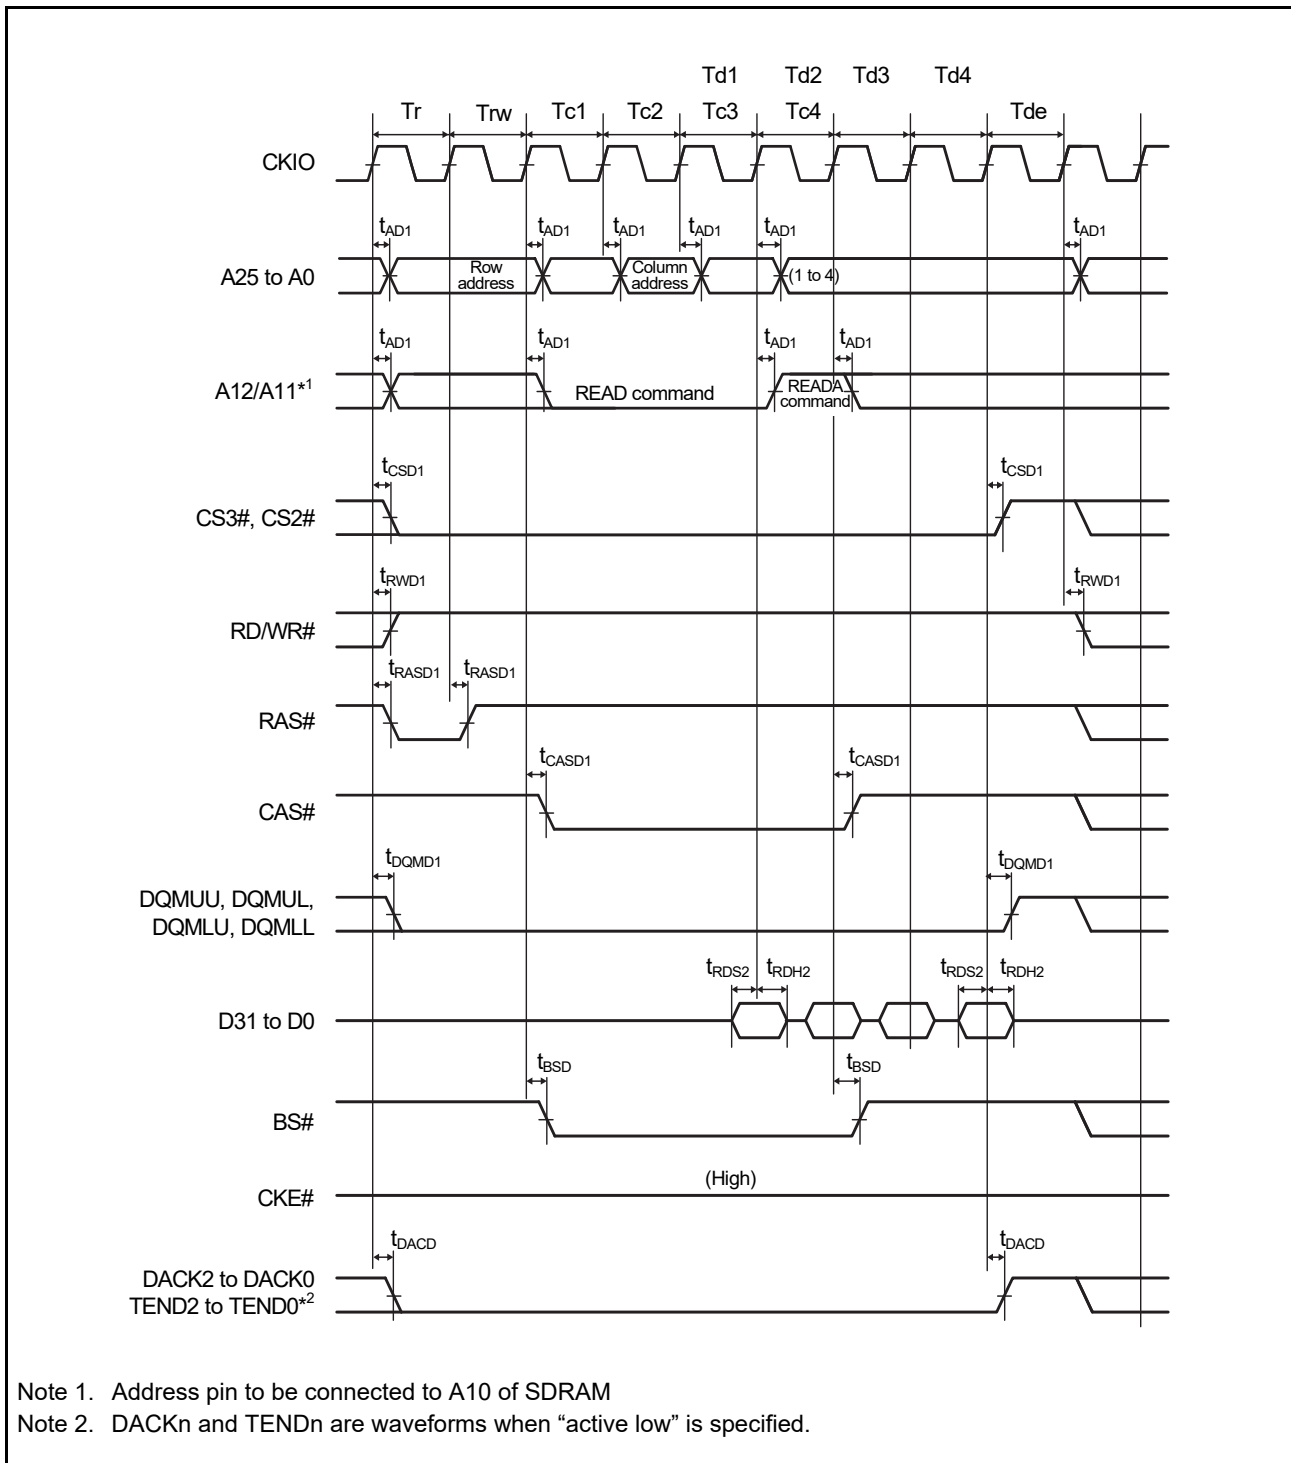 Td1 Td2 Td3 Td4
Tr Trw Tc1 Tc2 Tc3 Tc4 Tde
CKIO
tAD1 tAD1 tAD1 tAD1 tAD1 tAD1
A25 to A0
Row address
Column address
(1 to 4)
tAD1 tAD1 tAD1 tAD1
A12/A11*1
READ command
READA command
tCSD1 tCSD1
CS3#, CS2#
tRWD1 tRWD1
RD/WR#
tRASD1 tRASD1
RAS#
tCASD1 tCASD1
CAS#
tDQMD1 tDQMD1
DQMUU, DQMUL,
DQMLU, DQMLL
tRDS2 tRDH2 tRDS2 tRDH2
D31 to D0
tBSD tBSD
BS#
(High)
CKE#
tDACD tDACD
DACK2 to DACK0
TEND2 to TEND0*2
Note 1. Address pin to be connected to A10 of SDRAM
Note 2. DACKn and TENDn are waveforms when “active low” is specified.